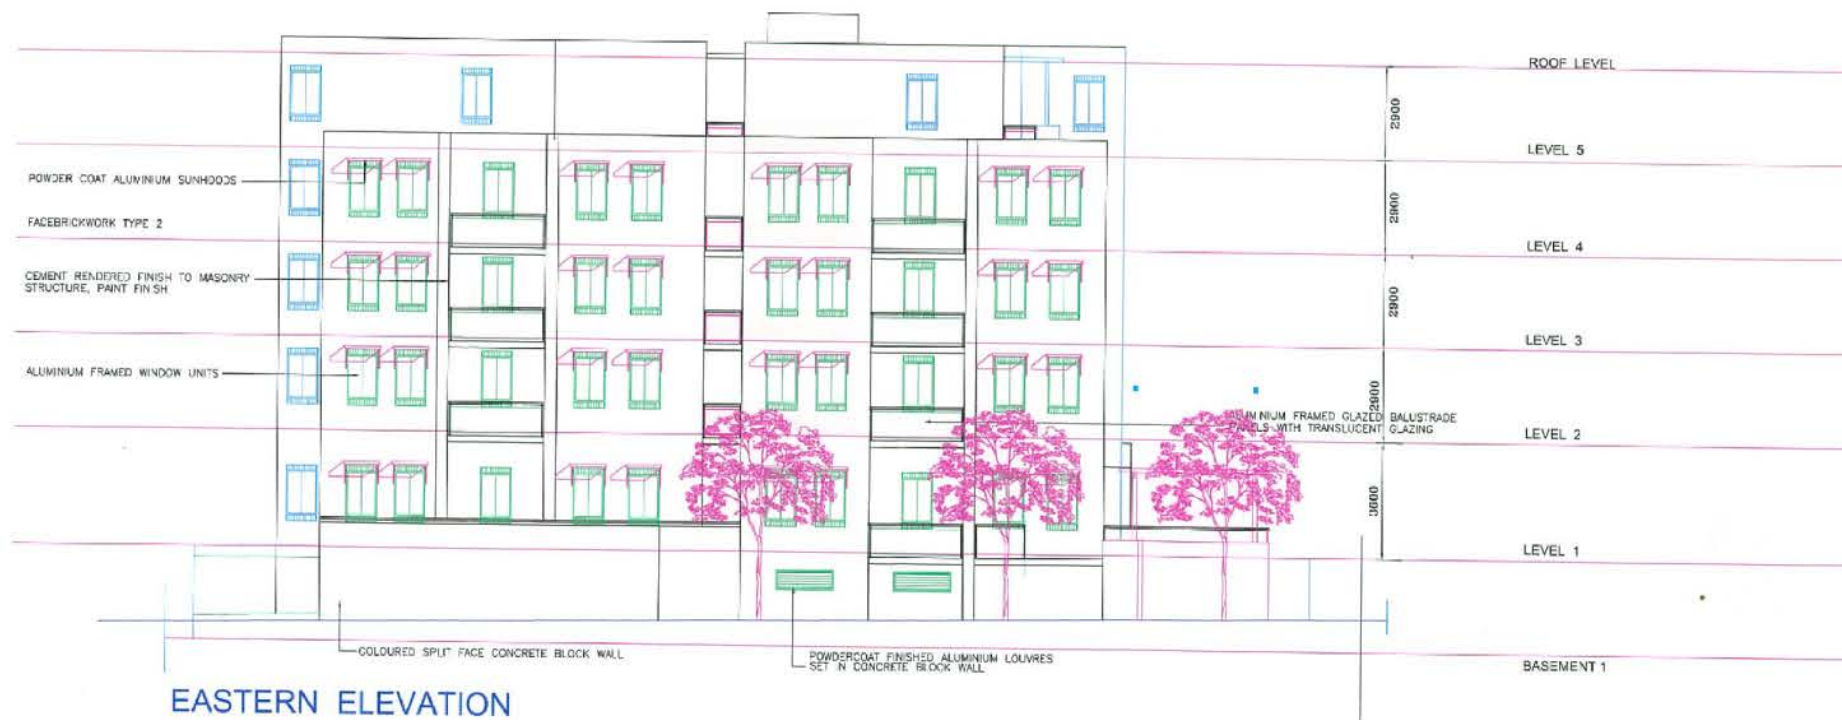 ROOF LEVEL
2900
LEVEL 5
POWDER COAT ALUMINIUM SUNHOODS
2900
FACEBRICKWORK TYPE 2
LEVEL 4
CEMENT RENDERED FINISH TO MASONRY
STRUCTURE, PAINT FINISH
2900
LEVEL 3
ALUMINIUM FRAMED WINDOW UNITS
2900
ALUMINIUM FRAMED GLAZED BALUSTRADE
PANELS WITH TRANSLUCENT GLAZING
LEVEL 2
3600
LEVEL 1
COLOURED SPLIT FACE CONCRETE BLOCK WALL
POWDERCOAT FINISHED ALUMINIUM LOUVRES
SET IN CONCRETE BLOCK WALL
BASEMENT 1
EASTERN ELEVATION